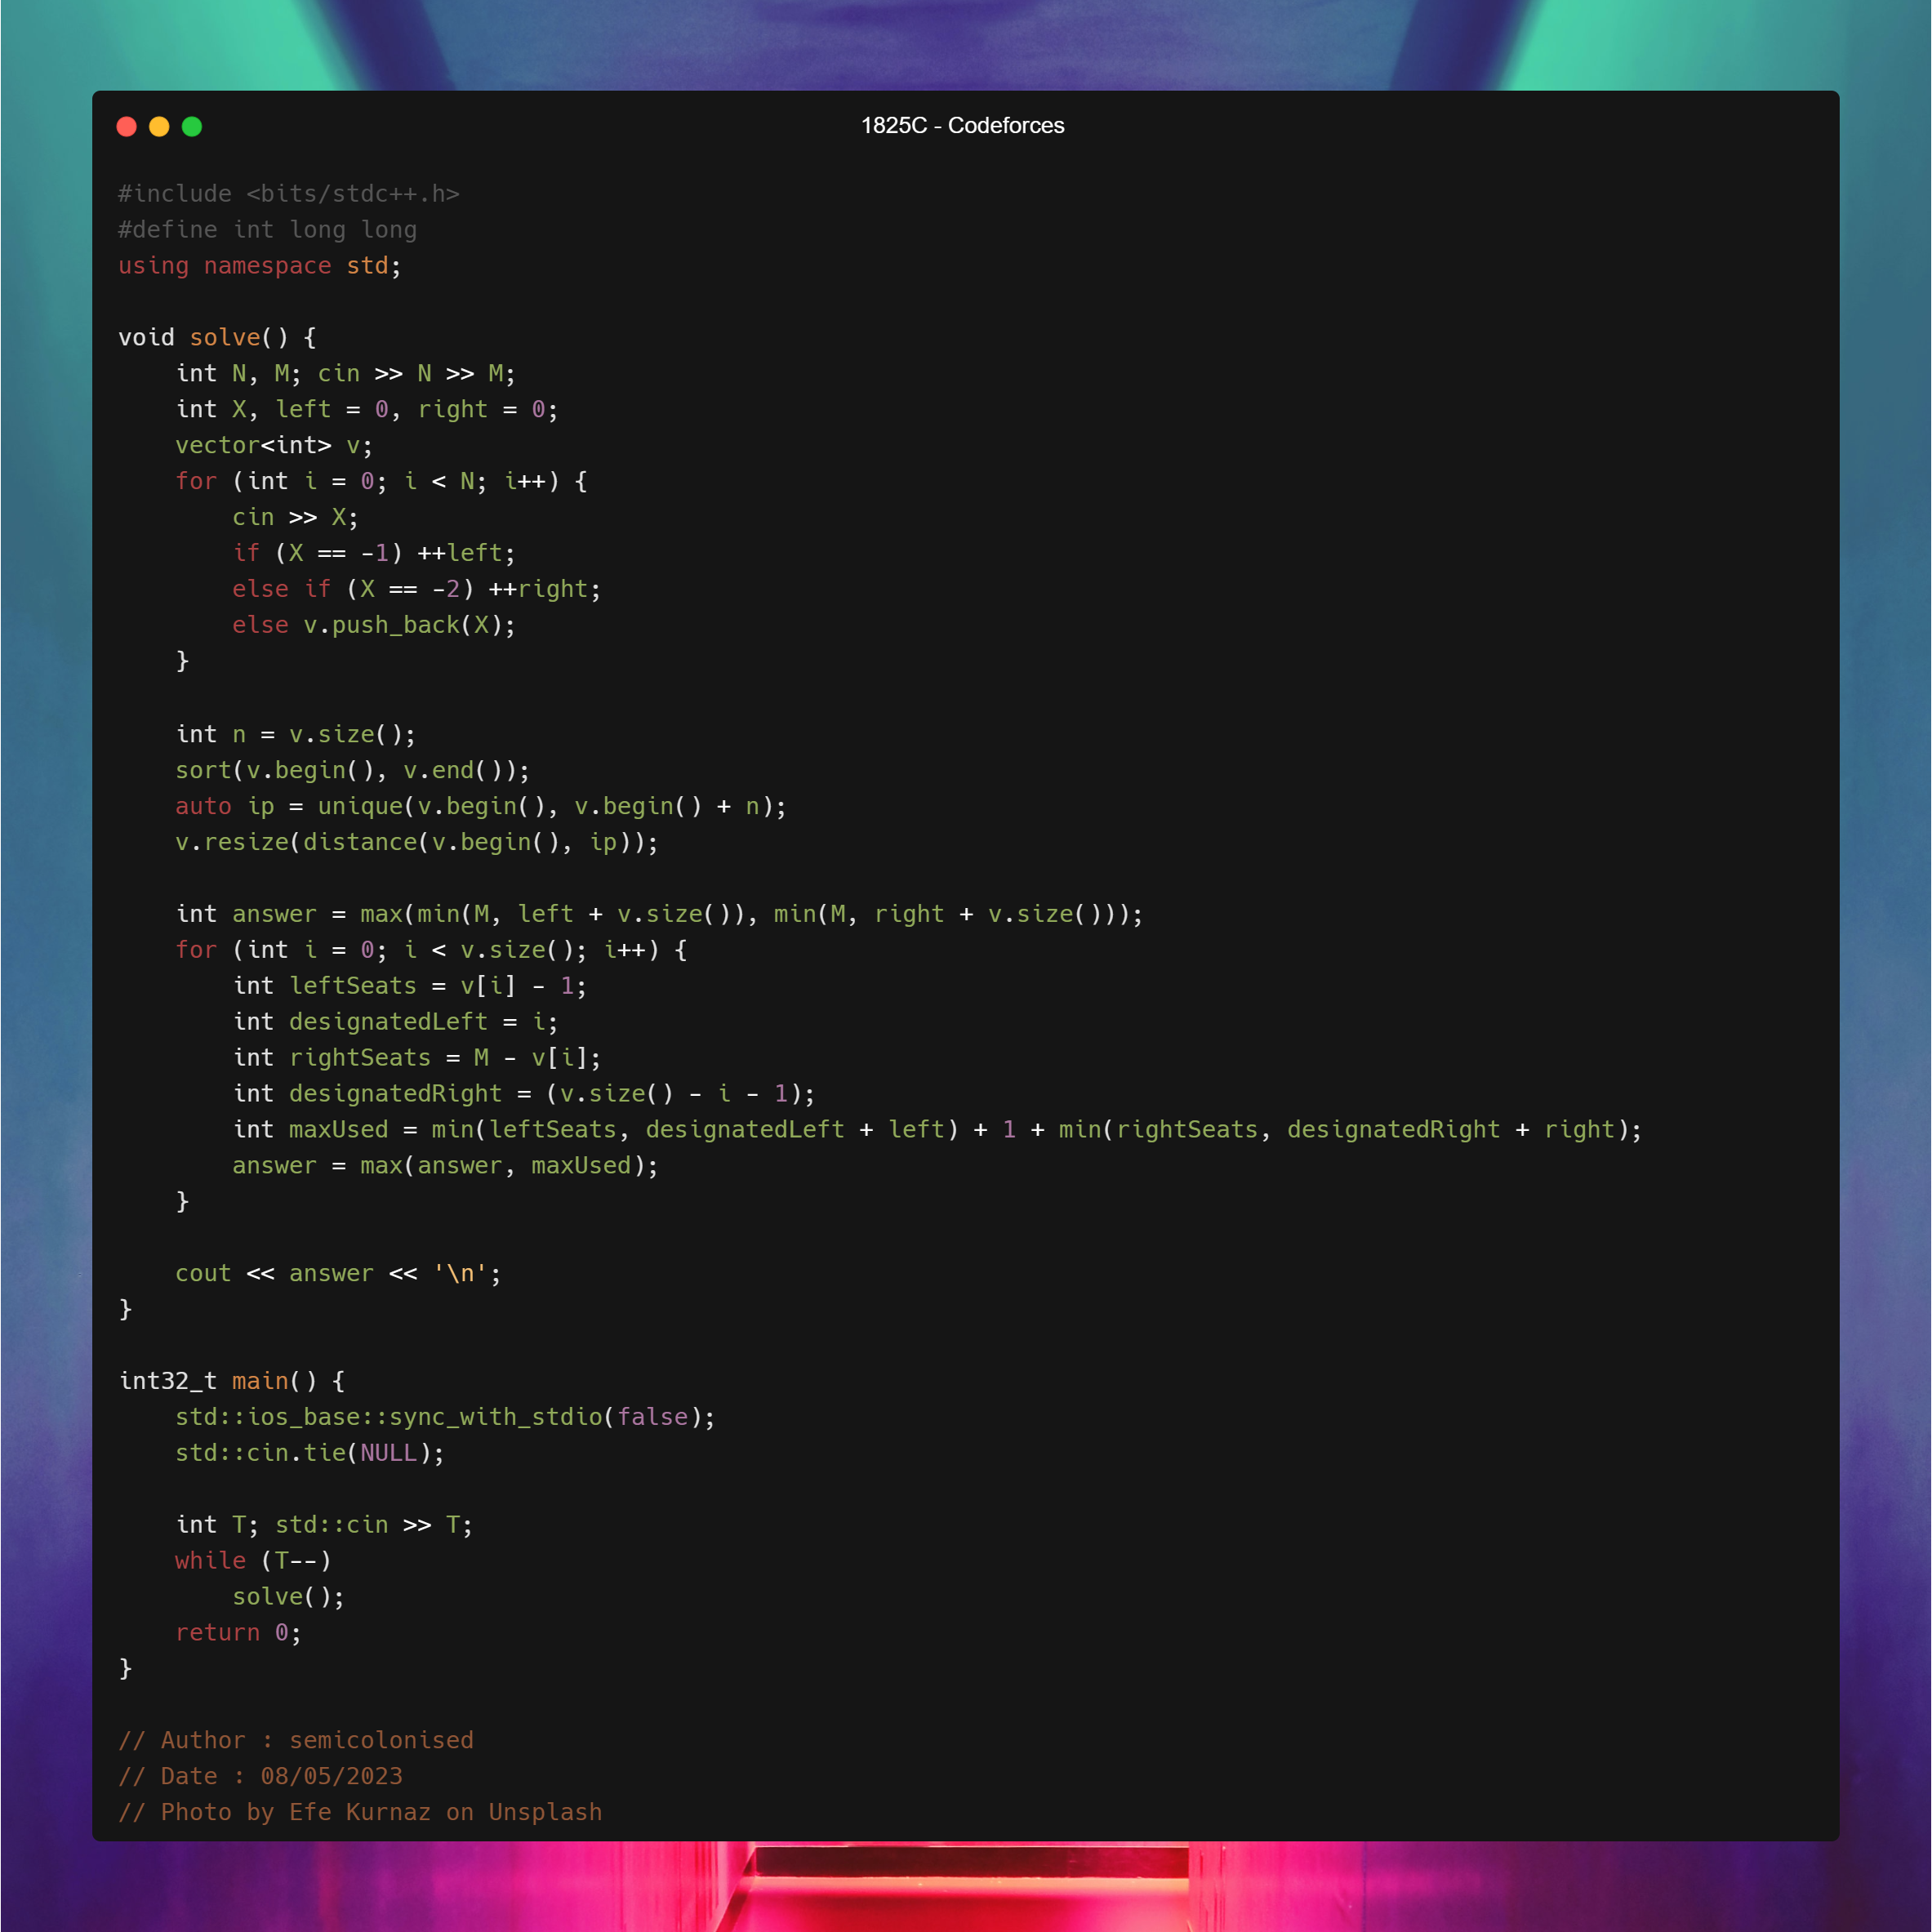 1825C - Codeforces
#include <bits/stdc++.h>
#define int long long
using namespace std;
void solve() {
    int N, M; cin >> N >> M;
    int X, left = 0, right = 0;
    vector<int> v;
    for (int i = 0; i < N; i++) {
        cin >> X;
        if (X == -1) ++left;
        else if (X == -2) ++right;
        else v.push_back(X);
    }
    int n = v.size();
    sort(v.begin(), v.end());
    auto ip = unique(v.begin(), v.begin() + n);
    v.resize(distance(v.begin(), ip));
    int answer = max(min(M, left + v.size()), min(M, right + v.size()));
    for (int i = 0; i < v.size(); i++) {
        int leftSeats = v[i] - 1;
        int designatedLeft = i;
        int rightSeats = M - v[i];
        int designatedRight = (v.size() - i - 1);
        int maxUsed = min(leftSeats, designatedLeft + left) + 1 + min(rightSeats, designatedRight + right);
        answer = max(answer, maxUsed);
    }
    cout << answer << '\n';
}
int32_t main() {
    std::ios_base::sync_with_stdio(false);
    std::cin.tie(NULL);
    int T; std::cin >> T;
    while (T--)
        solve();
    return 0;
}
// Author : semicolonised
// Date : 08/05/2023
// Photo by Efe Kurnaz on Unsplash